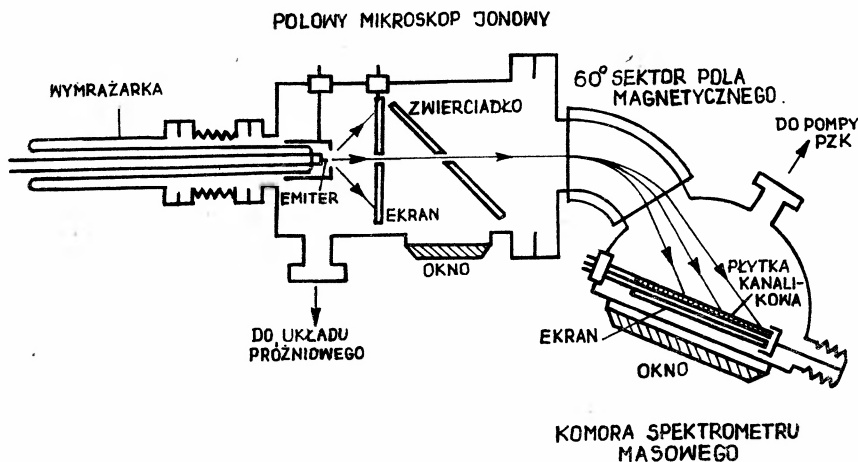 POLOWY MIKROSKOP JONOWY
WYMRAŻARKA
ZWIERCIADŁO
60° SEKTOR POLA
MAGNETYCZNEGO.
DO POMPY
PZK
EMITER
EKRAN
OKNO
DO UKŁADU
PRÓŻNIOWEGO
PŁYTKA
KANALI-
KOWA
EKRAN
OKNO
KOMORA SPEKTROMETRU
MASOWEGO